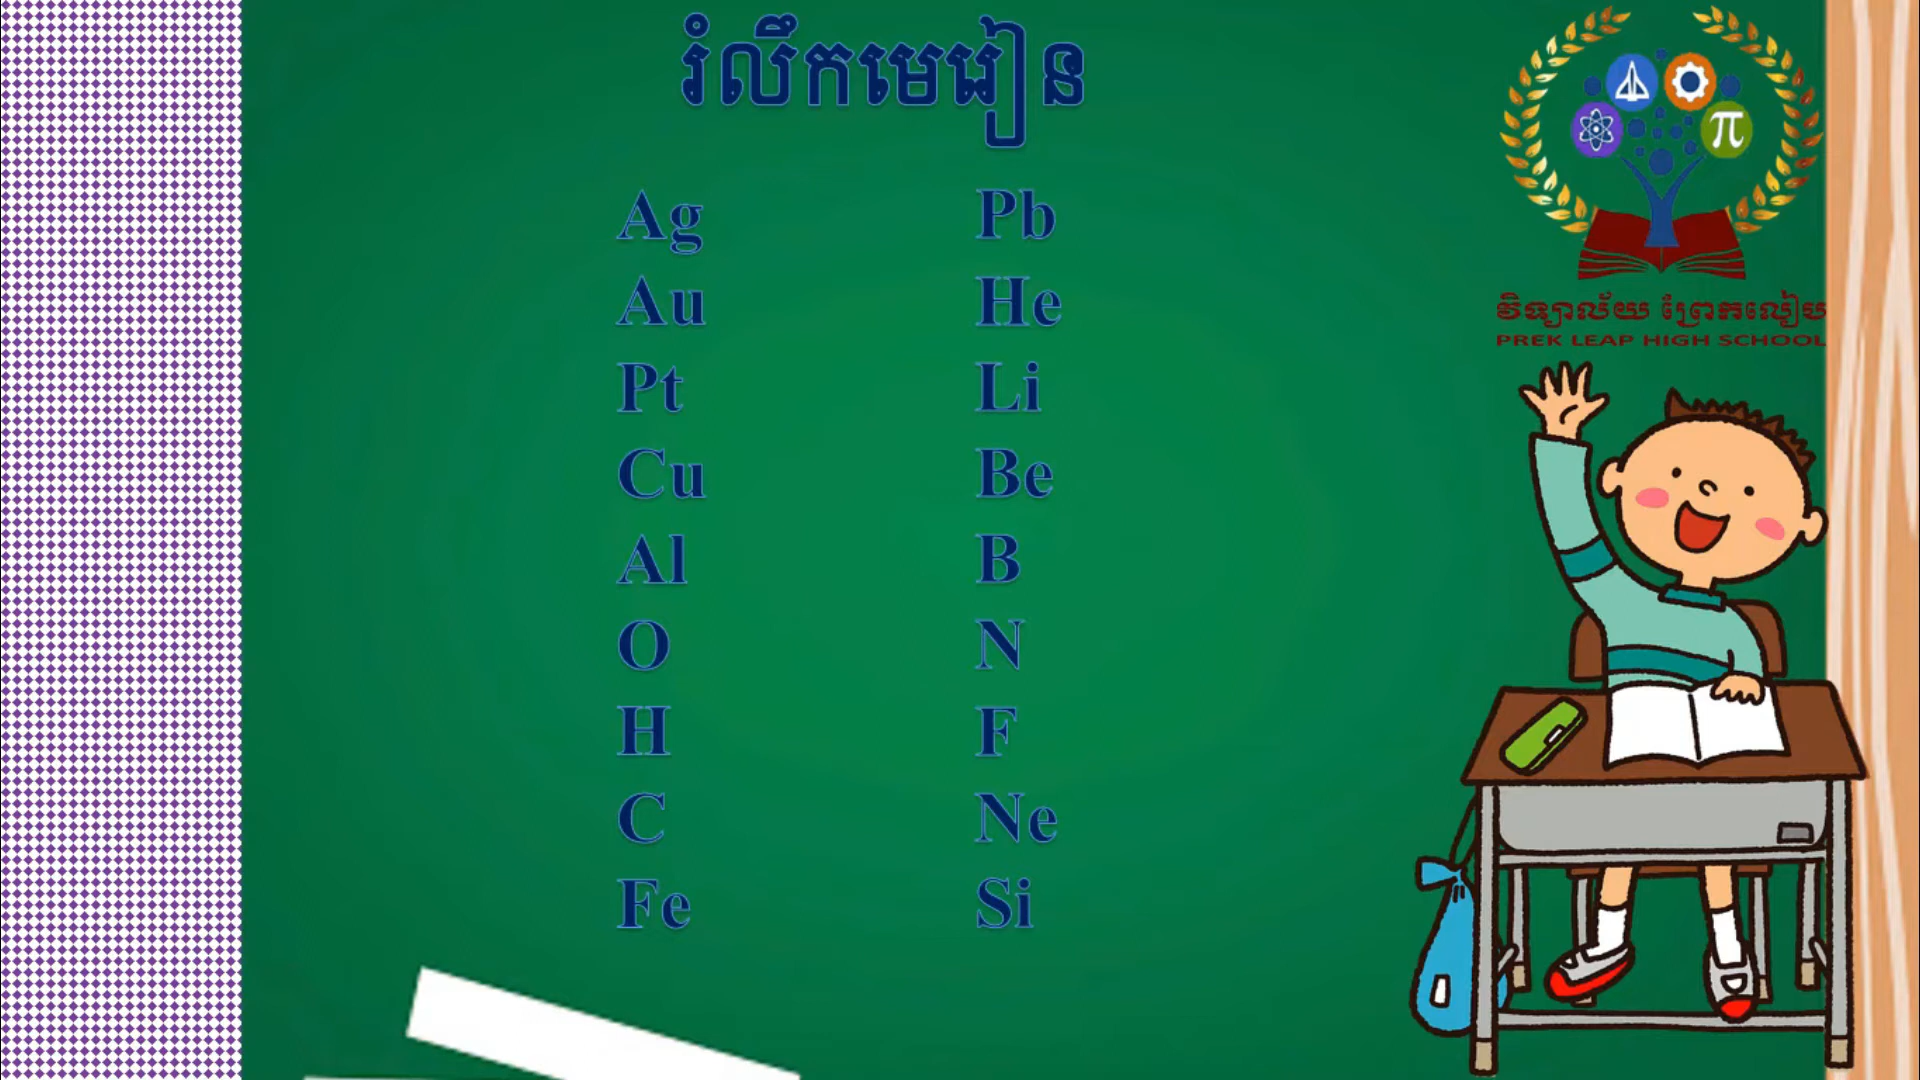 រំលឹកមេរៀន
Ag
Au
Pt
Cu
Al
O
H
C
Fe
Pb
He
Li
Be
B
N
F
Ne
Si
π
វិទ្យាល័យ ព្រែកលៀប
PREK LEAP HIGH SCHOOL